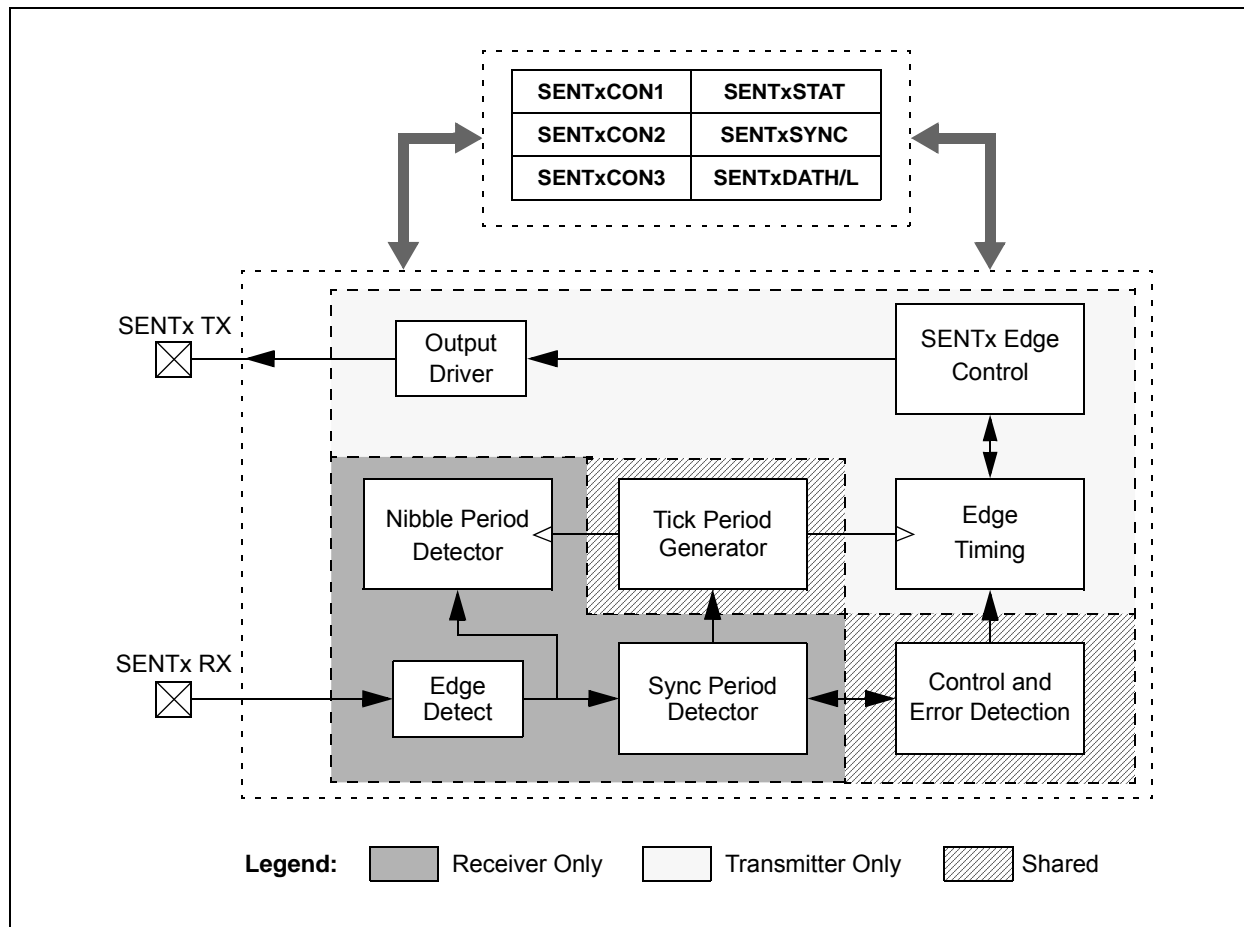 SENTxCON1 SENTxSTAT
SENTxCON2 SENTxSYNC
SENTxCON3 SENTxDATH/L
SENTx TX
Output
Driver
SENTx Edge
Control
Nibble Period
Detector
Tick Period
Generator
Edge
Timing
SENTx RX
Edge
Detect
Sync Period
Detector
Control and
Error Detection
Legend: Receiver Only Transmitter Only Shared